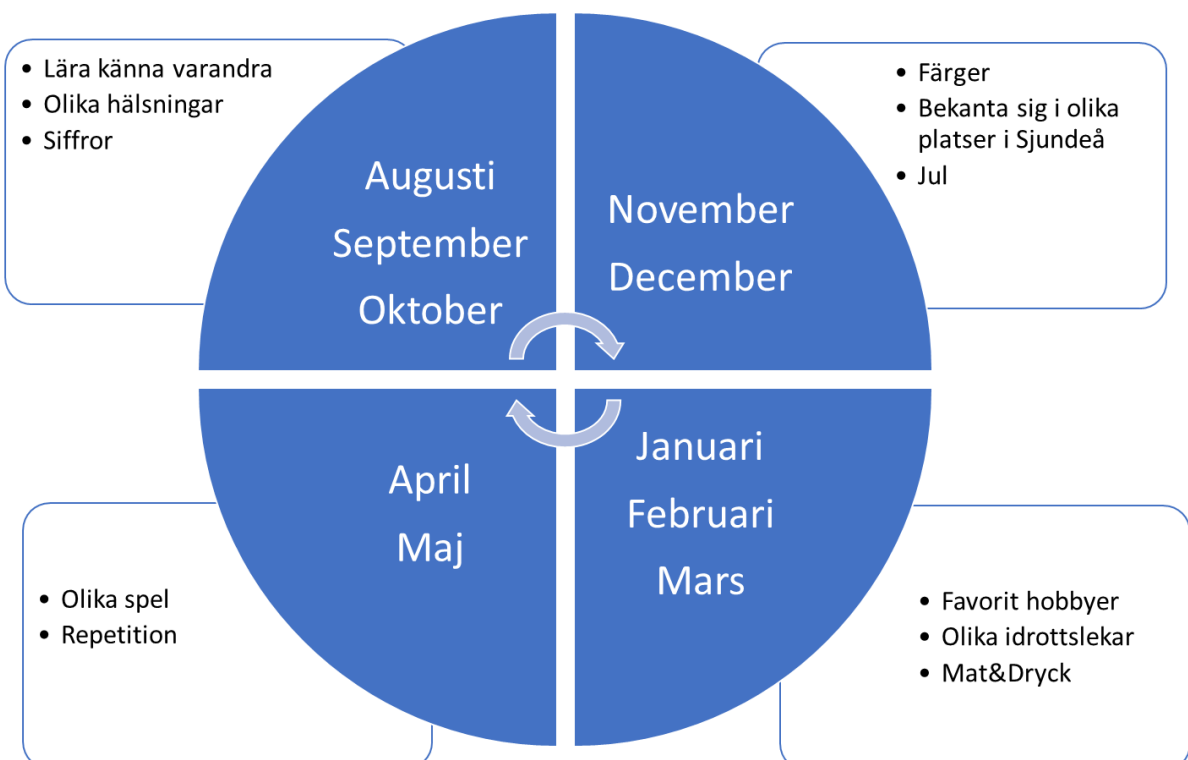 • Lära känna varandra
• Olika hälsningar
• Siffror
Augusti
September
Oktober
• Färger
• Bekanta sig i olika
platser i Sjundeå
• Jul
November
December
Januari
Februari
Mars
• Favorit hobbyer
• Olika idrottslekar
• Mat&Dryck
April
Maj
• Olika spel
• Repetition